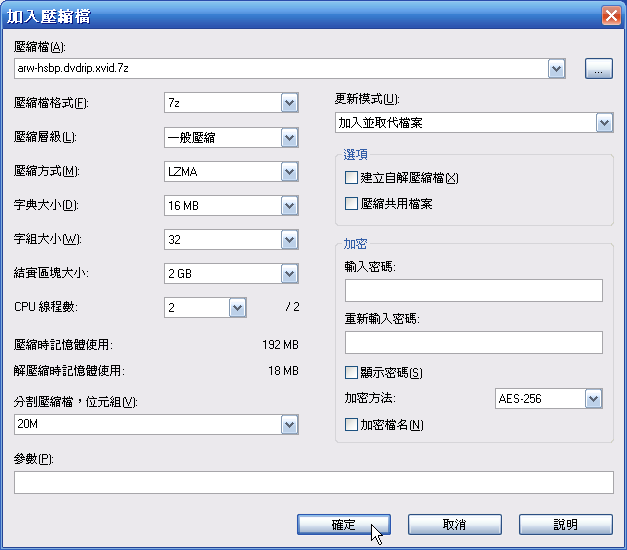 加入壓縮檔
壓縮檔(A):
arw-hsbp.dvdrip.xvid.7z
...
壓縮檔格式(F):
7z
壓縮層級(L):
一般壓縮
壓縮方式(M):
LZMA
字典大小(D):
16 MB
字組大小(W):
32
結實區塊大小:
2 GB
CPU 線程數:
2
/ 2
壓縮時記憶體使用:
192 MB
解壓縮時記憶體使用:
18 MB
分割壓縮檔，位元組(V):
20M
更新模式(U):
加入並取代檔案
選項
建立自解壓縮檔(X)
壓縮共用檔案
加密
輸入密碼:
重新輸入密碼:
顯示密碼(S)
加密方法:
AES-256
加密檔名(N)
參數(P):
確定
取消
說明